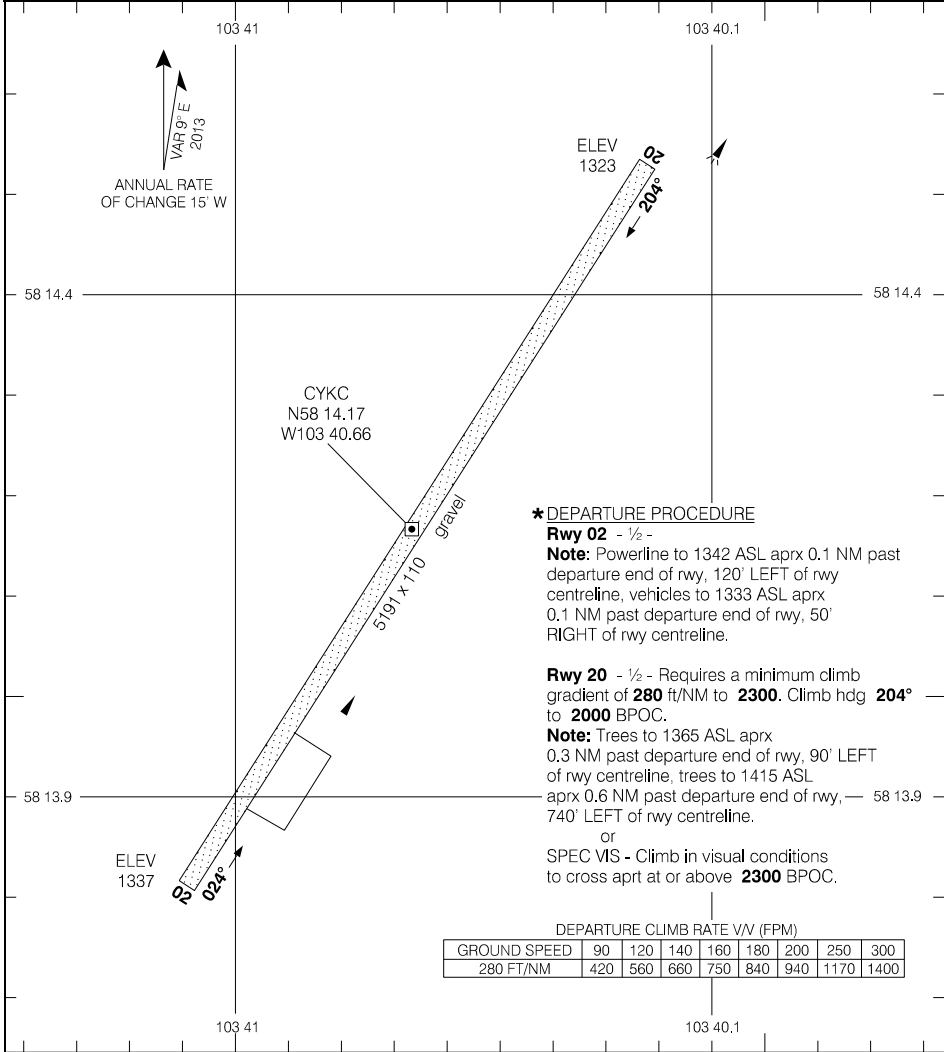 103 41
103 40.1
VAR 9° E
2013
ANNUAL RATE
OF CHANGE 15' W
ELEV
1323
20
204°
58 14.4
58 14.4
CYKC
N58 14.17
W103 40.66
5191 x 110 gravel
* DEPARTURE PROCEDURE
Rwy 02 - ½ -
Note: Powerline to 1342 ASL aprx 0.1 NM past
departure end of rwy, 120' LEFT of rwy
centreline, vehicles to 1333 ASL aprx
0.1 NM past departure end of rwy, 50'
RIGHT of rwy centreline.
Rwy 20 - ½ - Requires a minimum climb
gradient of 280 ft/NM to 2300. Climb hdg 204°
to 2000 BPOC.
Note: Trees to 1365 ASL aprx
0.3 NM past departure end of rwy, 90' LEFT
of rwy centreline, trees to 1415 ASL
aprx 0.6 NM past departure end of rwy,
740' LEFT of rwy centreline.
or
SPEC VIS - Climb in visual conditions
to cross aprt at or above 2300 BPOC.
58 13.9
58 13.9
ELEV
1337
02
024°
DEPARTURE CLIMB RATE V/V (FPM)
GROUND SPEED 90 120 140 160 180 200 250 300
280 FT/NM 420 560 660 750 840 940 1170 1400
103 41
103 40.1